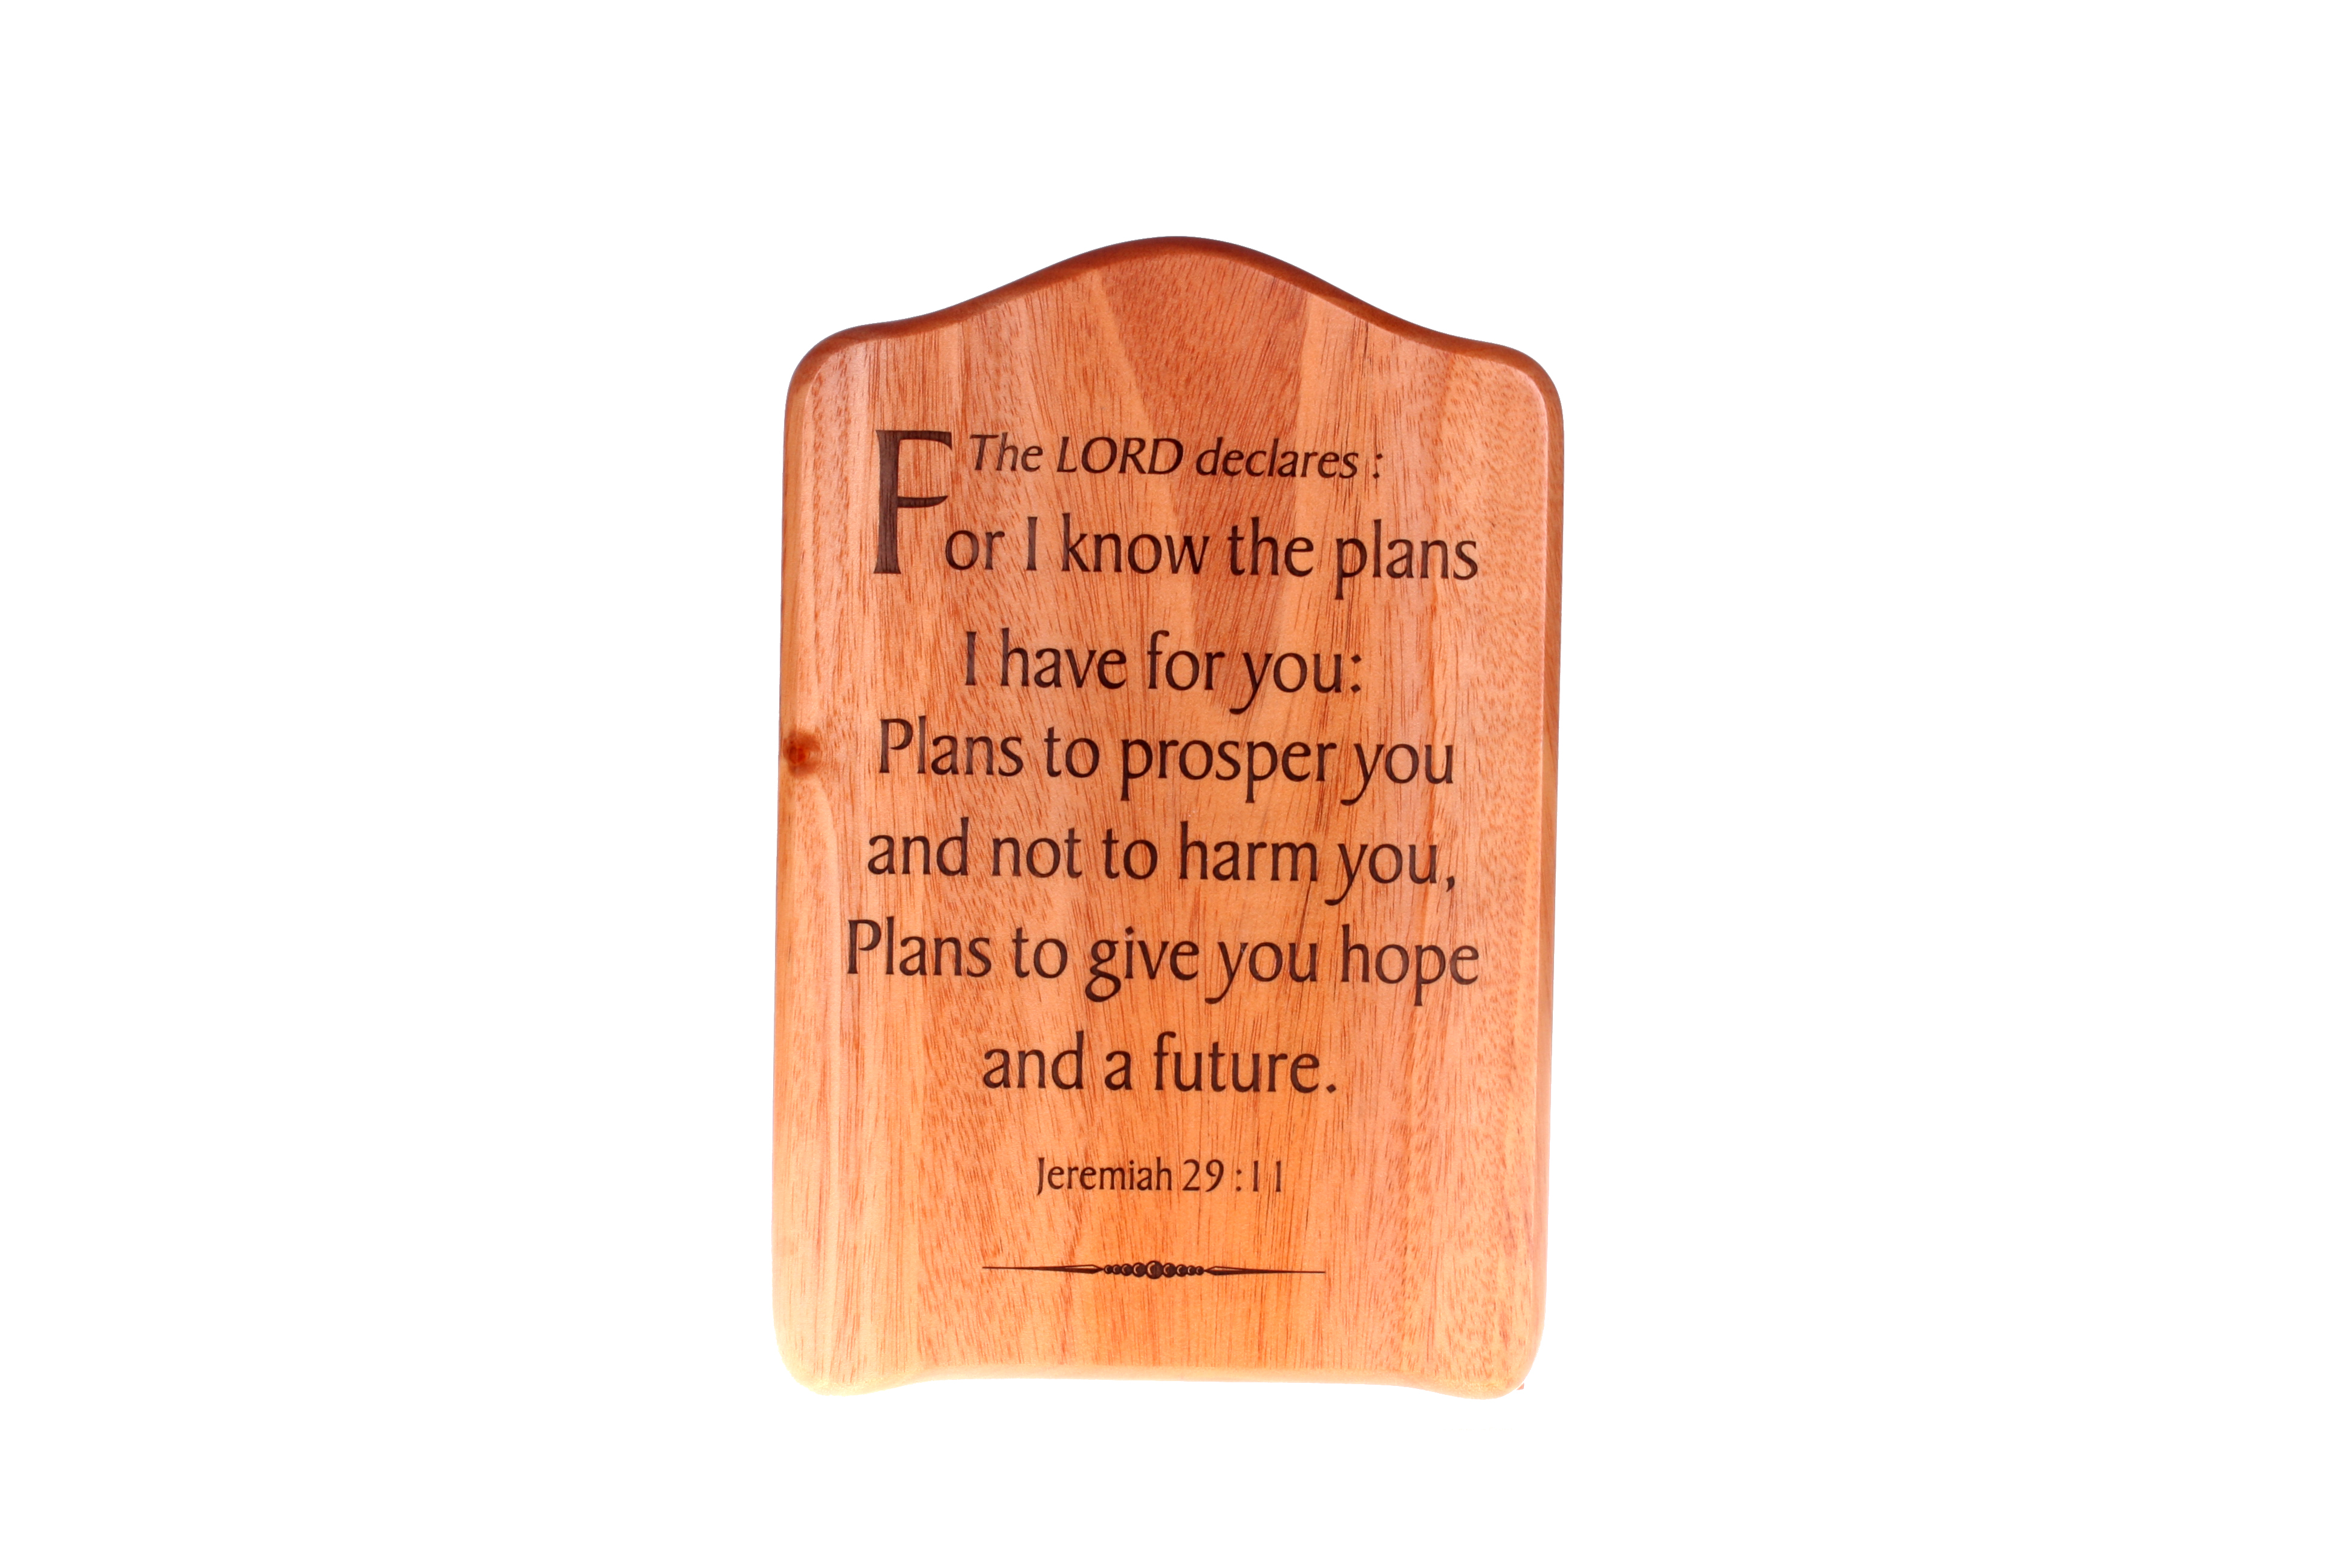 The LORD declares :
For I know the plans
I have for you:
Plans to prosper you
and not to harm you,
Plans to give you hope
and a future.
Jeremiah 29 :11